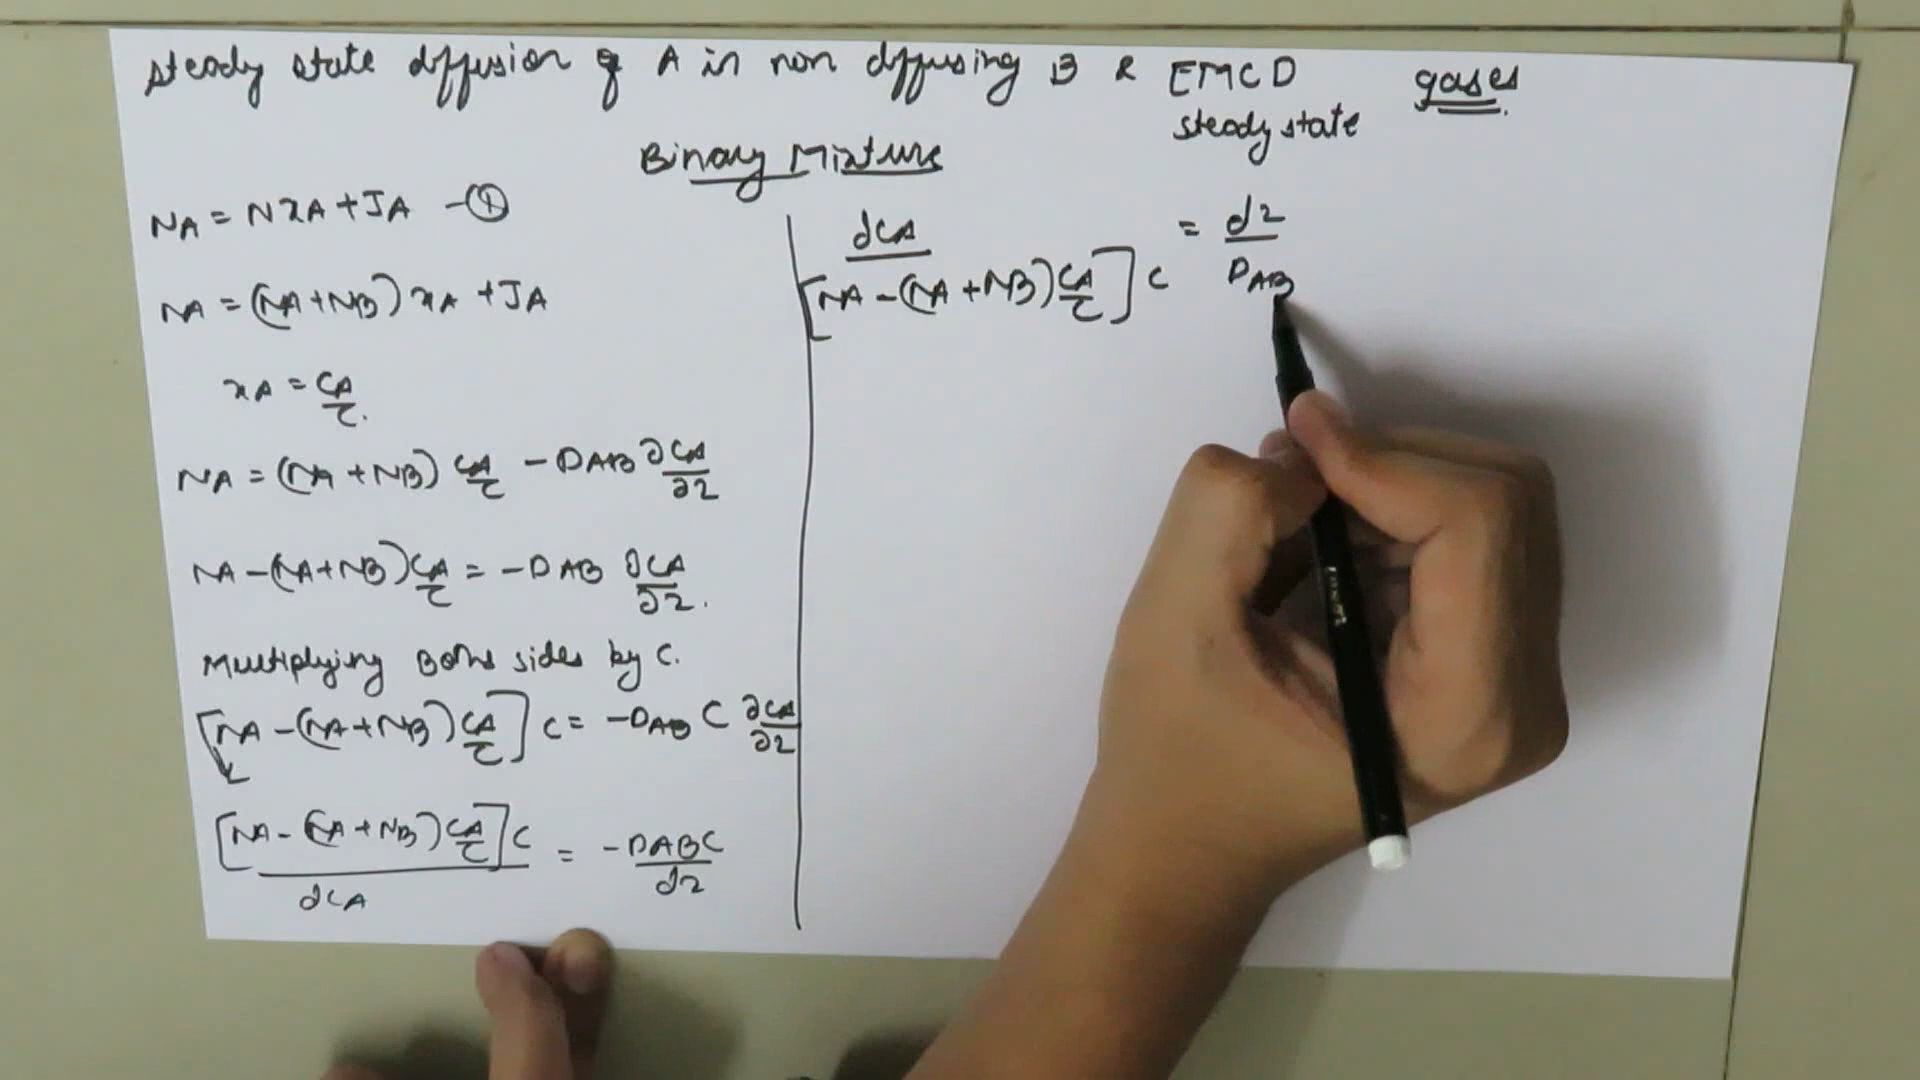 steady state diffusion of A in non diffusing B & EMCD gases
steady state
Binary Mixture
NA = NxA + JA - ①
NA = (NA+NB) xA + JA
xA = CA/C.
NA = (NA + NB) CA/C - DAB ∂CA/∂z
NA - (NA+NB) CA/C = - DAB ∂CA/∂z.
Multiplying Both sides by C.
[NA - (NA+NB) CA/C] C = - DAB C ∂CA/∂z
[NA - (NA+NB) CA/C] C / dCA = - DABC / dz
dCA / [NA - (NA+NB) CA/C] C = dz / DAB